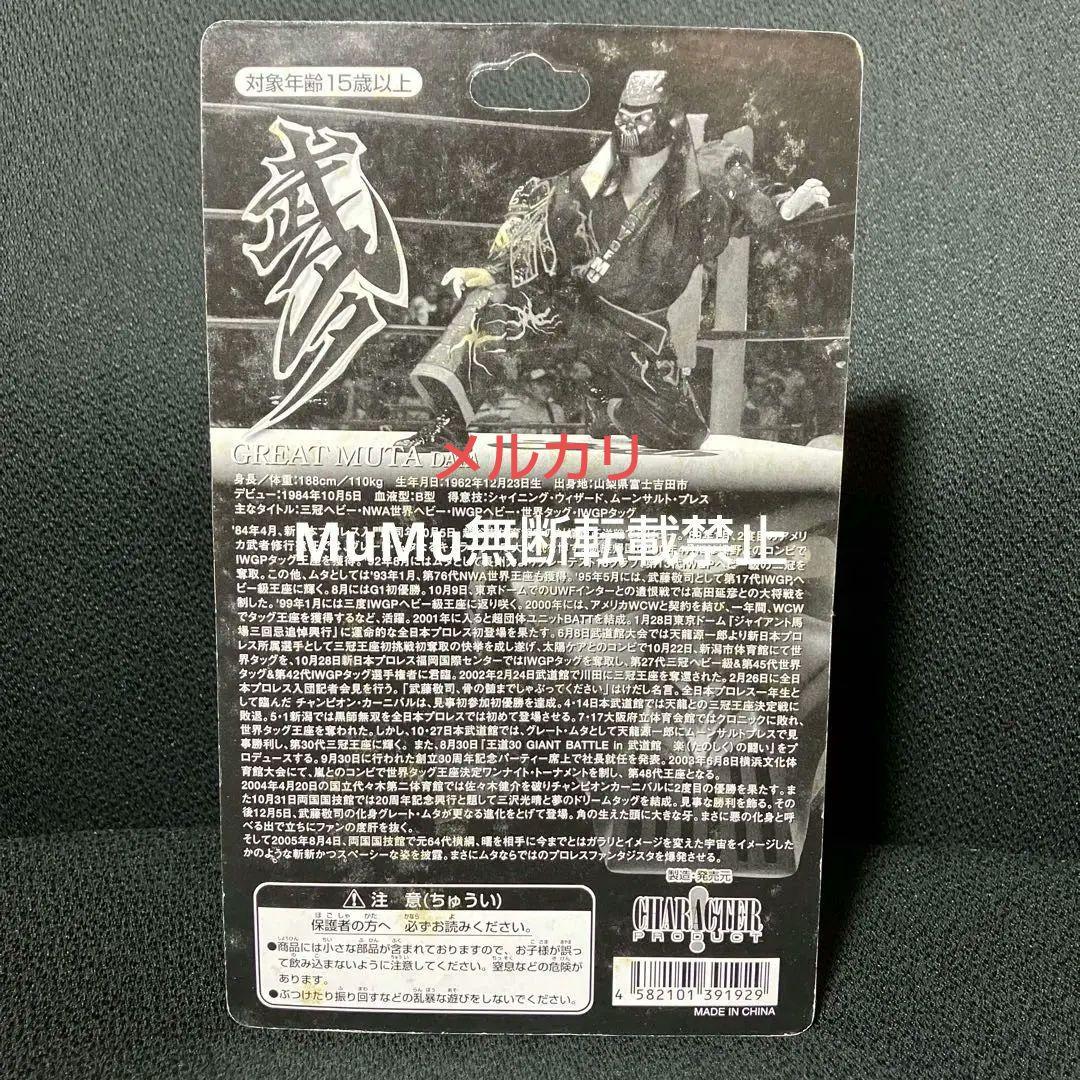 対象年齢15歳以上
GREAT MUTA DATA
メルカリ
身長/体重:188cm/110kg 生年月日:1962年12月23日生 出身地:山梨県富士吉田市
デビュー:1984年10月5日 血液型:B型 得意技:シャイニング・ウィザード、ムーンサルト・プレス
主なタイトル:三冠ヘビー・NWA世界ヘビー・IWGPヘビー・世界タッグ・IWGPタッグ
MuMu無断転載禁止
'84年4月、新日本プロレス入門
カ武者修行
IWGPタッグ王座を獲得。
奪取。この他、ムタとしては'93年1月、第76代NWA世界王座も獲得。'95年5月には、武藤敬司として第17代IWGPヘ
ビー級王座に輝く。8月にはG1初優勝。10月9日、東京ドームでのUWFインターとの遺恨戦では高田延彦との大将戦を
制した。'99年1月には三度IWGPヘビー級王座に返り咲く。2000年には、アメリカWCWと契約を結び、一年間、WCW
でタッグ王座を獲得するなど、活躍。2001年に入ると超団体ユニットBATTを結成。1月28日東京ドーム『ジャイアント馬
場三回忌追悼興行』に運命的な全日本プロレス初登場を果たす。6月8日武道館大会では天龍源一郎より新日本プロ
レス所属選手として三冠王座初挑戦初奪取の快挙を成し遂げ、太陽ケアとのコンビで10月22日、新潟市体育館にて世
界タッグを、10月28日新日本プロレス福岡国際センターではIWGPタッグを奪取し、第27代三冠ヘビー級&第45代世界
タッグ&第42代IWGPタッグ選手権者に君臨。2002年2月24日武道館で川田に三冠王座を奪還された。2月26日に全日
本プロレス入団記者会見を行う。「武藤敬司、骨の髄までしゃぶってください」はけだし名言。全日本プロレス一年生とし
て臨んだ チャンピオン・カーニバルは、見事初参加初優勝を達成。4・14日本武道館では天龍との三冠王座決定戦に
敗退。5・1新潟では黒師無双を全日本プロレスでは初めて登場させる。7・17大阪府立体育会館ではクロニックに敗れ、
世界タッグ王座を奪われた。しかし、10・27日本武道館では、グレート・ムタとして天龍源一郎にムーンサルトプレスで見
事勝利し、第30代三冠王座に輝く。 また、8月30日「王道30 GIANT BATTLE in 武道館 楽(たのしく)の闘い」をプ
ロデュースする。9月30日に行われた創立30周年記念パーティー席上で社長就任を発表。2003年6月8日横浜文化体
育館大会にて、嵐とのコンビで世界タッグ王座決定ワンナイト・トーナメントを制し、第48代王座となる。
2004年4月20日の国立代々木第二体育館では佐々木健介を破りチャンピオンカーニバルに2度目の優勝を果たす。ま
た10月31日両国国技館では20周年記念興行と題して三沢光晴と夢のドリームタッグを結成。見事な勝利を飾る。その
後12月5日、武藤敬司の化身グレート・ムタが更なる進化をとげて登場。角の生えた頭に大きな牙。まさに悪の化身と呼
べる出で立ちにファンの度肝を抜く。
そして2005年8月4日、両国国技館で元64代横綱、曙を相手に今までとはガラリとイメージを変えた宇宙をイメージした
かのような斬新かつスペーシーな姿を披露。まさにムタならではのプロレスファンタジスタを爆発させる。
⚠注 意(ちゅうい)
保護者の方へ 必ずお読みください。
●商品には小さな部品が含まれておりますので、お子様が誤
って飲み込まないように注意してください。窒息などの危険が
あります。
●ぶつけたり振り回すなどの乱暴な遊びをしないでください。
製造・発売元
CHARACTER
PRODUCT
4 582101 391929
MADE IN CHINA